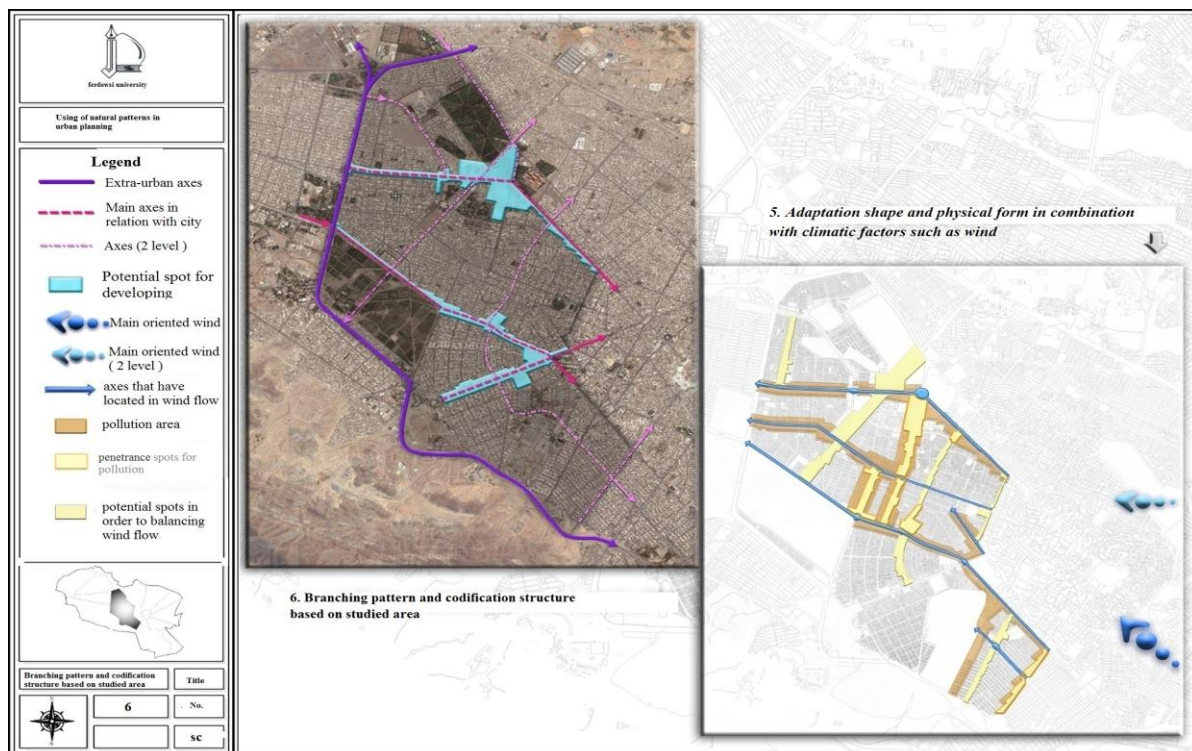 ferdowsi university
Using of natural patterns in
urban planning
Legend
Extra-urban axes
Main axes in
relation with city
Axes (2 level )
Potential spot for
developing
Main oriented wind
Main oriented wind
( 2 level )
axes that have
located in wind flow
pollution area
penetrance spots for
pollution
potential spots in
order to balancing
wind flow
Branching pattern and codification
structure based on studied area
Title
6
No.
sc
6. Branching pattern and codification structure
based on studied area
5. Adaptation shape and physical form in combination
with climatic factors such as wind